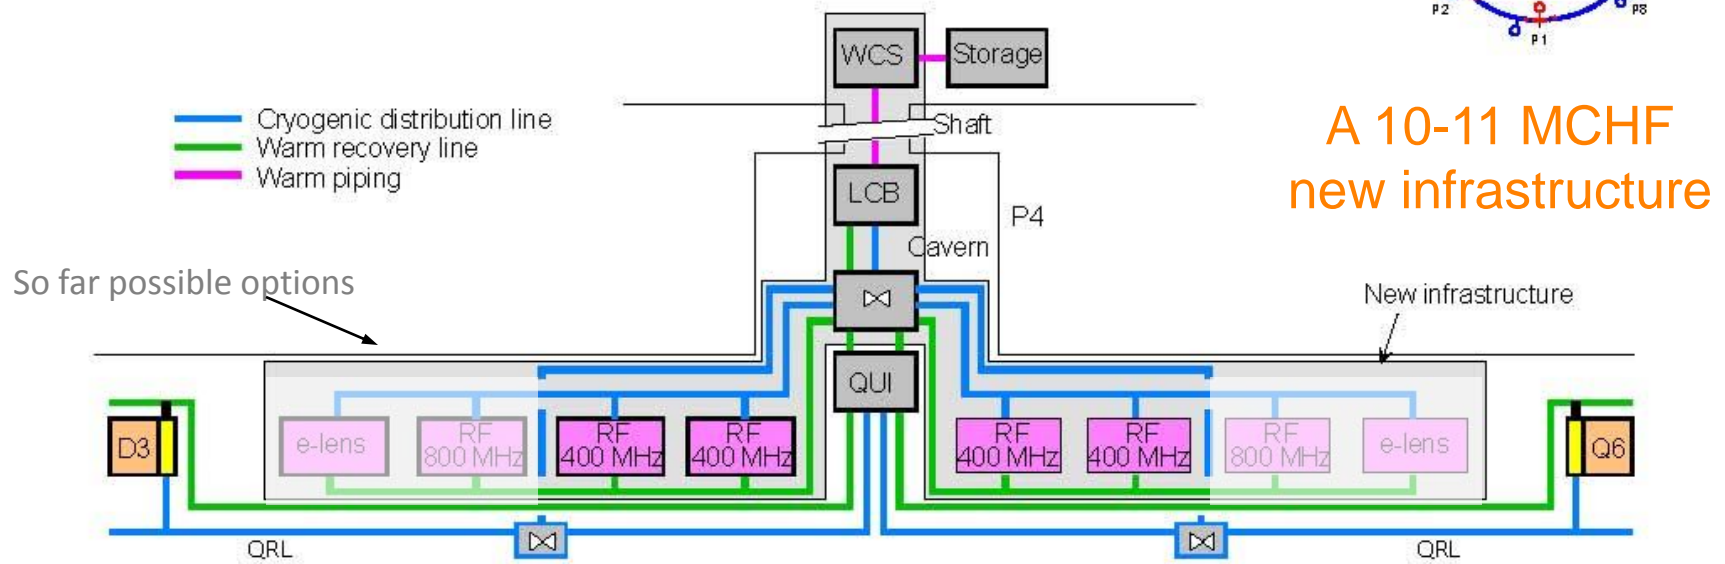 P2
P8
P1
WCS
Storage
Cryogenic distribution line
Warm recovery line
Warm piping
Shaft
A 10-11 MCHF
new infrastructure
LCB
P4
Cavern
So far possible options
New infrastructure
QUI
D3
e-lens
RF
800 MHz
RF
400 MHz
RF
400 MHz
RF
400 MHz
RF
400 MHz
RF
800 MHz
e-lens
Q6
QRL
QRL